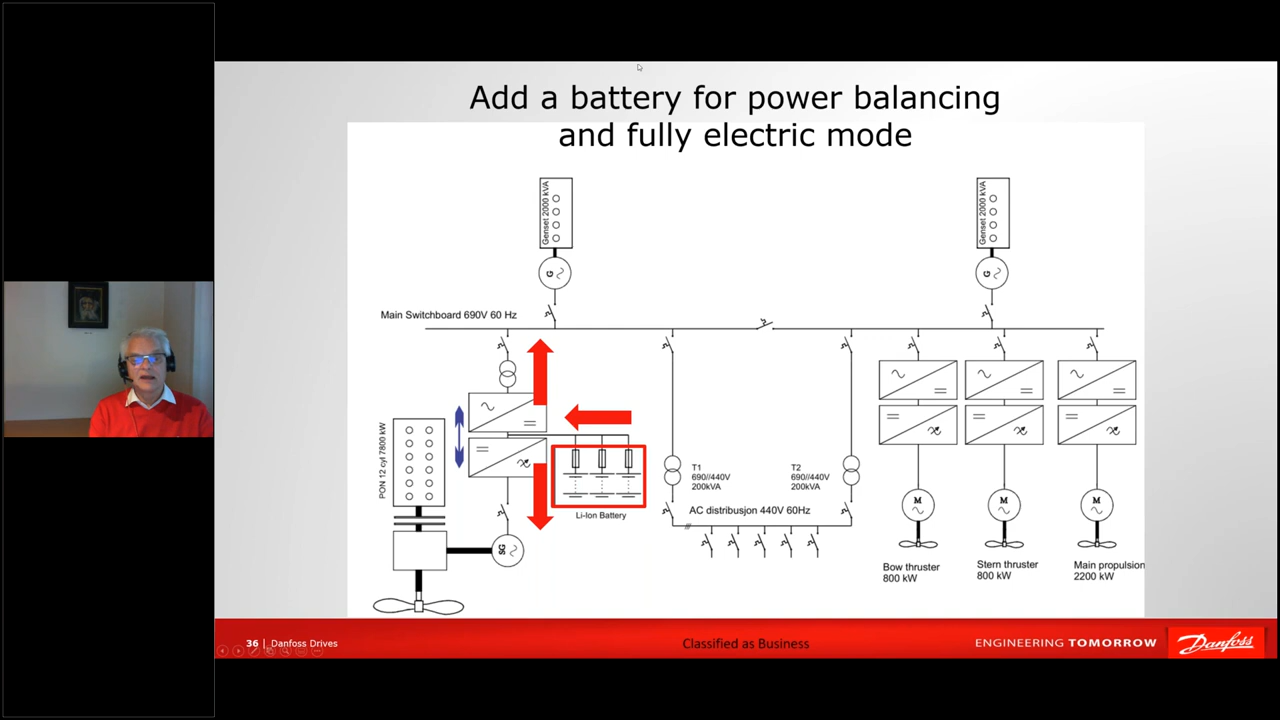 Add a battery for power balancing
and fully electric mode
Genset 2000 kVA
Genset 2000 kVA
G
G
Main Switchboard 690V 60 Hz
PON 12 cyl 7800 kW
Li-Ion Battery
SG
T1
690//440V
200kVA
T2
690//440V
200kVA
AC distribusjon 440V 60Hz
M
M
M
Bow thruster
800 kW
Stern thruster
800 kW
Main propulsion
2200 kW
36 | Danfoss Drives
Classified as Business
ENGINEERING TOMORROW
Danfoss